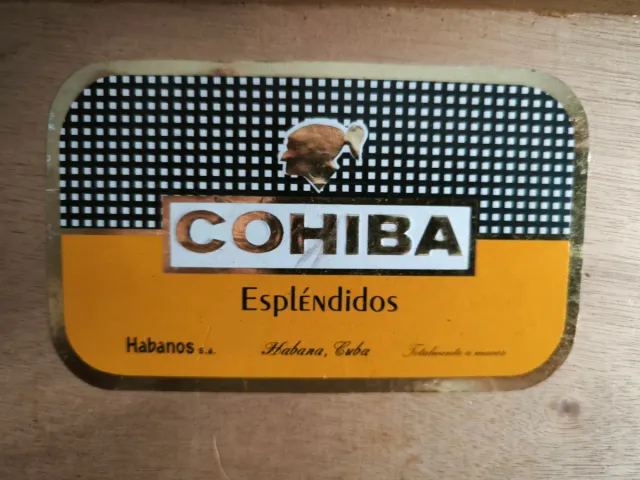 COHIBA
Espléndidos
Habanos s.a. Habana, Cuba Totalmente a mano